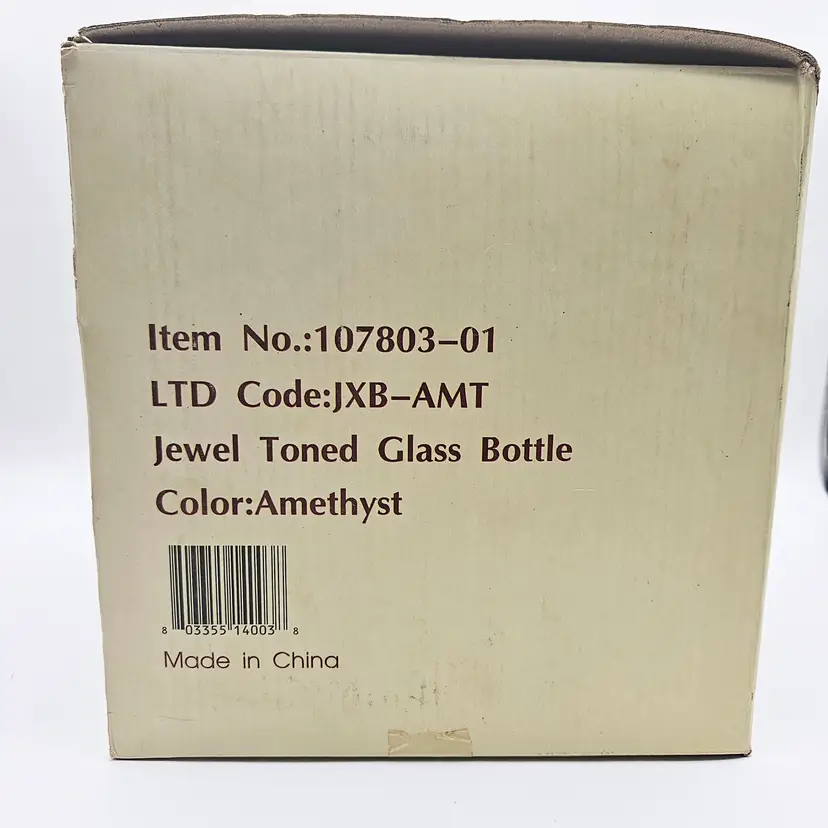 Item No.:107803-01
LTD Code:JXB-AMT
Jewel Toned Glass Bottle
Color:Amethyst
8 03355 14003 8
Made in China